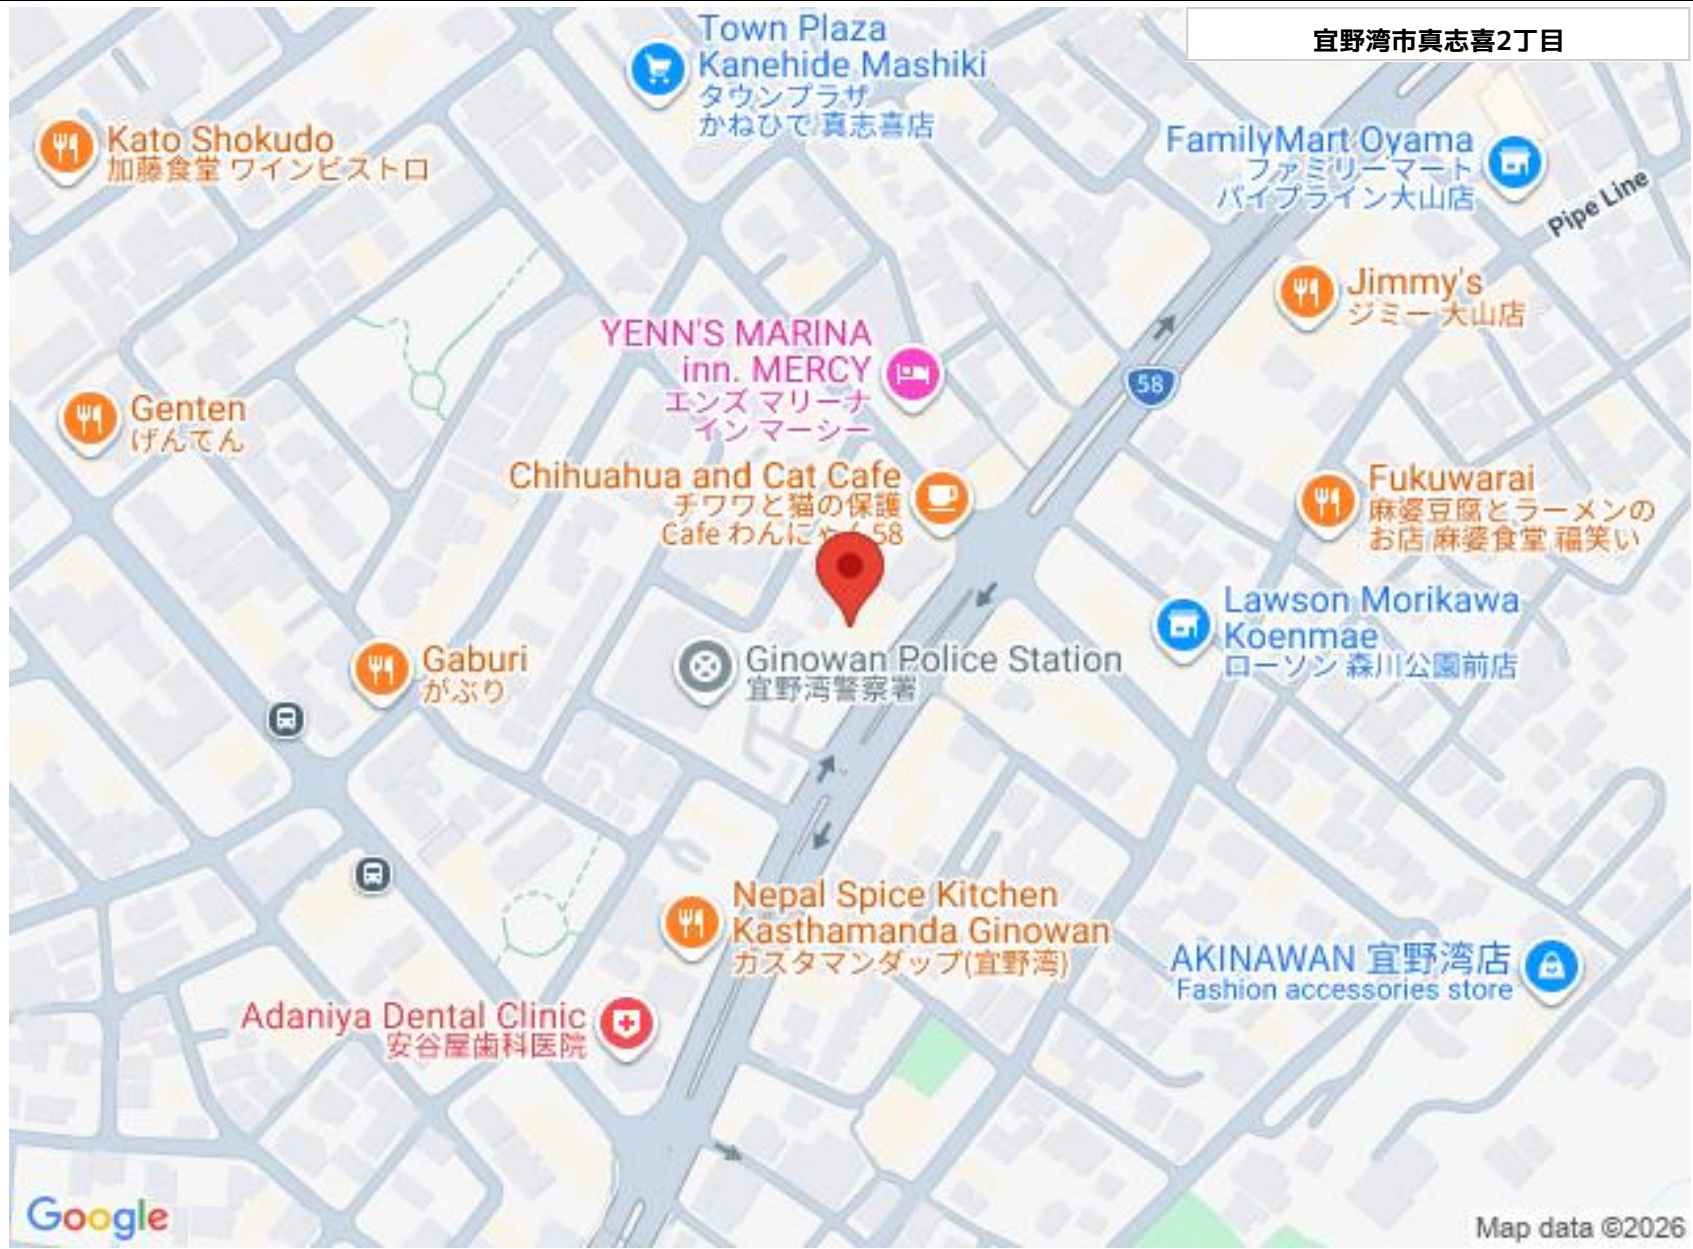 宜野湾市真志喜2丁目
Town Plaza
Kanehide Mashiki
タウンプラザ
かねひで 真志喜店
Kato Shokudo
加藤食堂 ワインビストロ
FamilyMart Oyama
ファミリーマート
パイプライン大山店
Pipe Line
Jimmy's
ジミー 大山店
YENN'S MARINA
inn. MERCY
エンズ マリーナ
イン マーシー
58
Genten
げんてん
Chihuahua and Cat Cafe
チワワと猫の保護
Cafe わんにゃん58
Fukuwarai
麻婆豆腐とラーメンの
お店 麻婆食堂 福笑い
Lawson Morikawa
Koenmae
ローソン 森川公園前店
Gaburi
がぶり
Ginowan Police Station
宜野湾警察署
Nepal Spice Kitchen
Kasthamanda Ginowan
カスタマンダップ(宜野湾)
AKINAWAN 宜野湾店
Fashion accessories store
Adaniya Dental Clinic
安谷屋歯科医院
Google
Map data ©2026